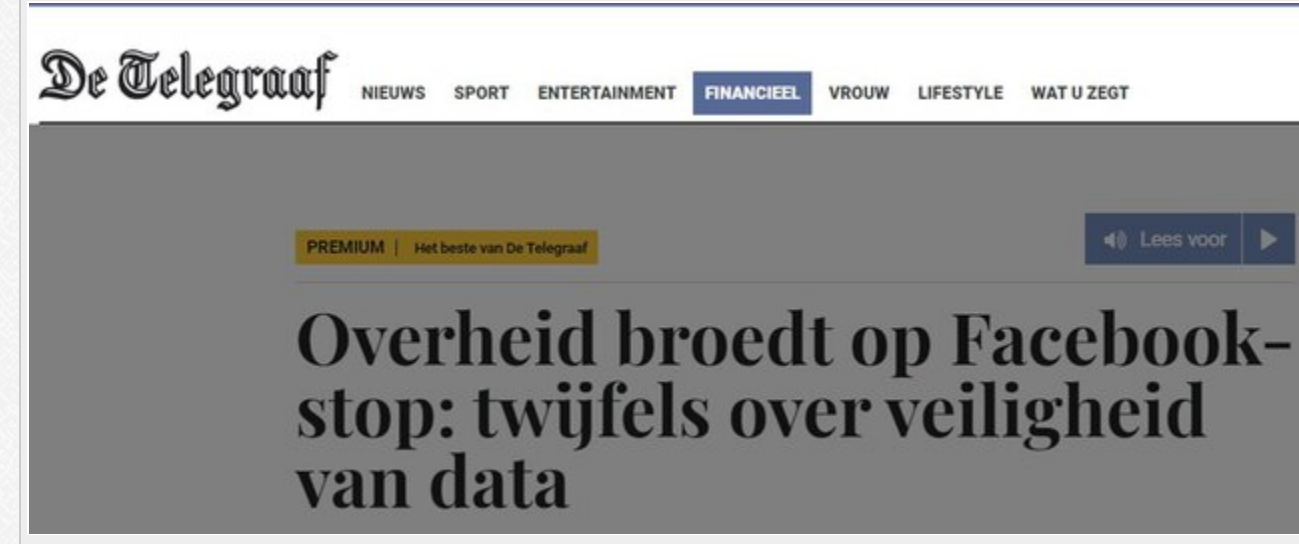 De Telegraaf NIEUWS SPORT ENTERTAINMENT FINANCIEEL VROUW LIFESTYLE WAT U ZEGT
PREMIUM | Het beste van De Telegraaf Lees voor
Overheid broedt op Facebook-
stop: twijfels over veiligheid
van data